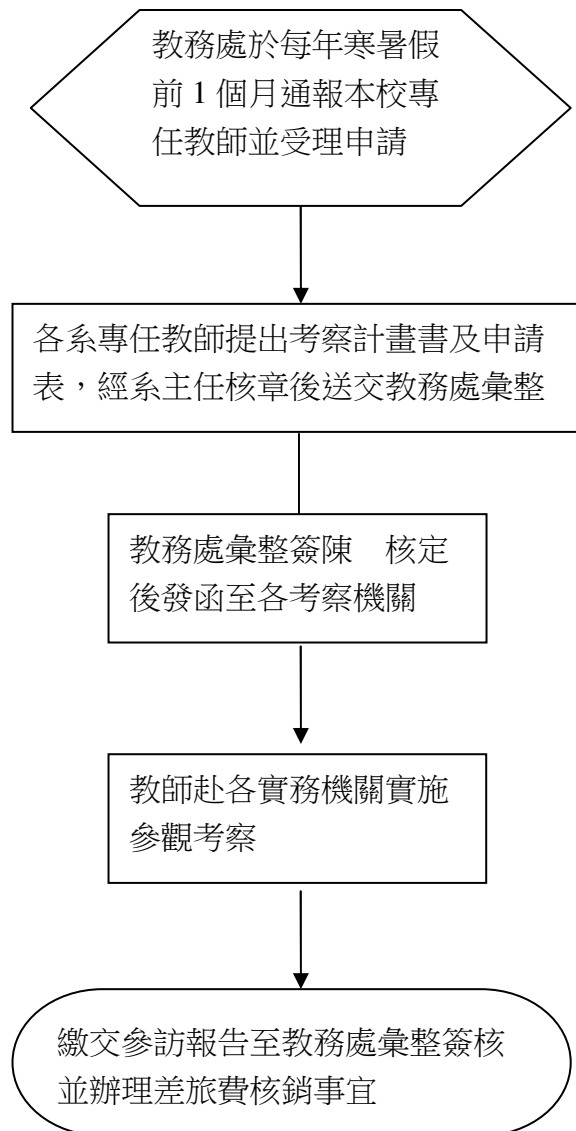 教務處於每年寒暑假
前 1 個月通報本校專
任教師並受理申請
各系專任教師提出考察計畫書及申請
表，經系主任核章後送交教務處彙整
教務處彙整簽陳　核定
後發函至各考察機關
教師赴各實務機關實施
參觀考察
繳交參訪報告至教務處彙整簽核
並辦理差旅費核銷事宜